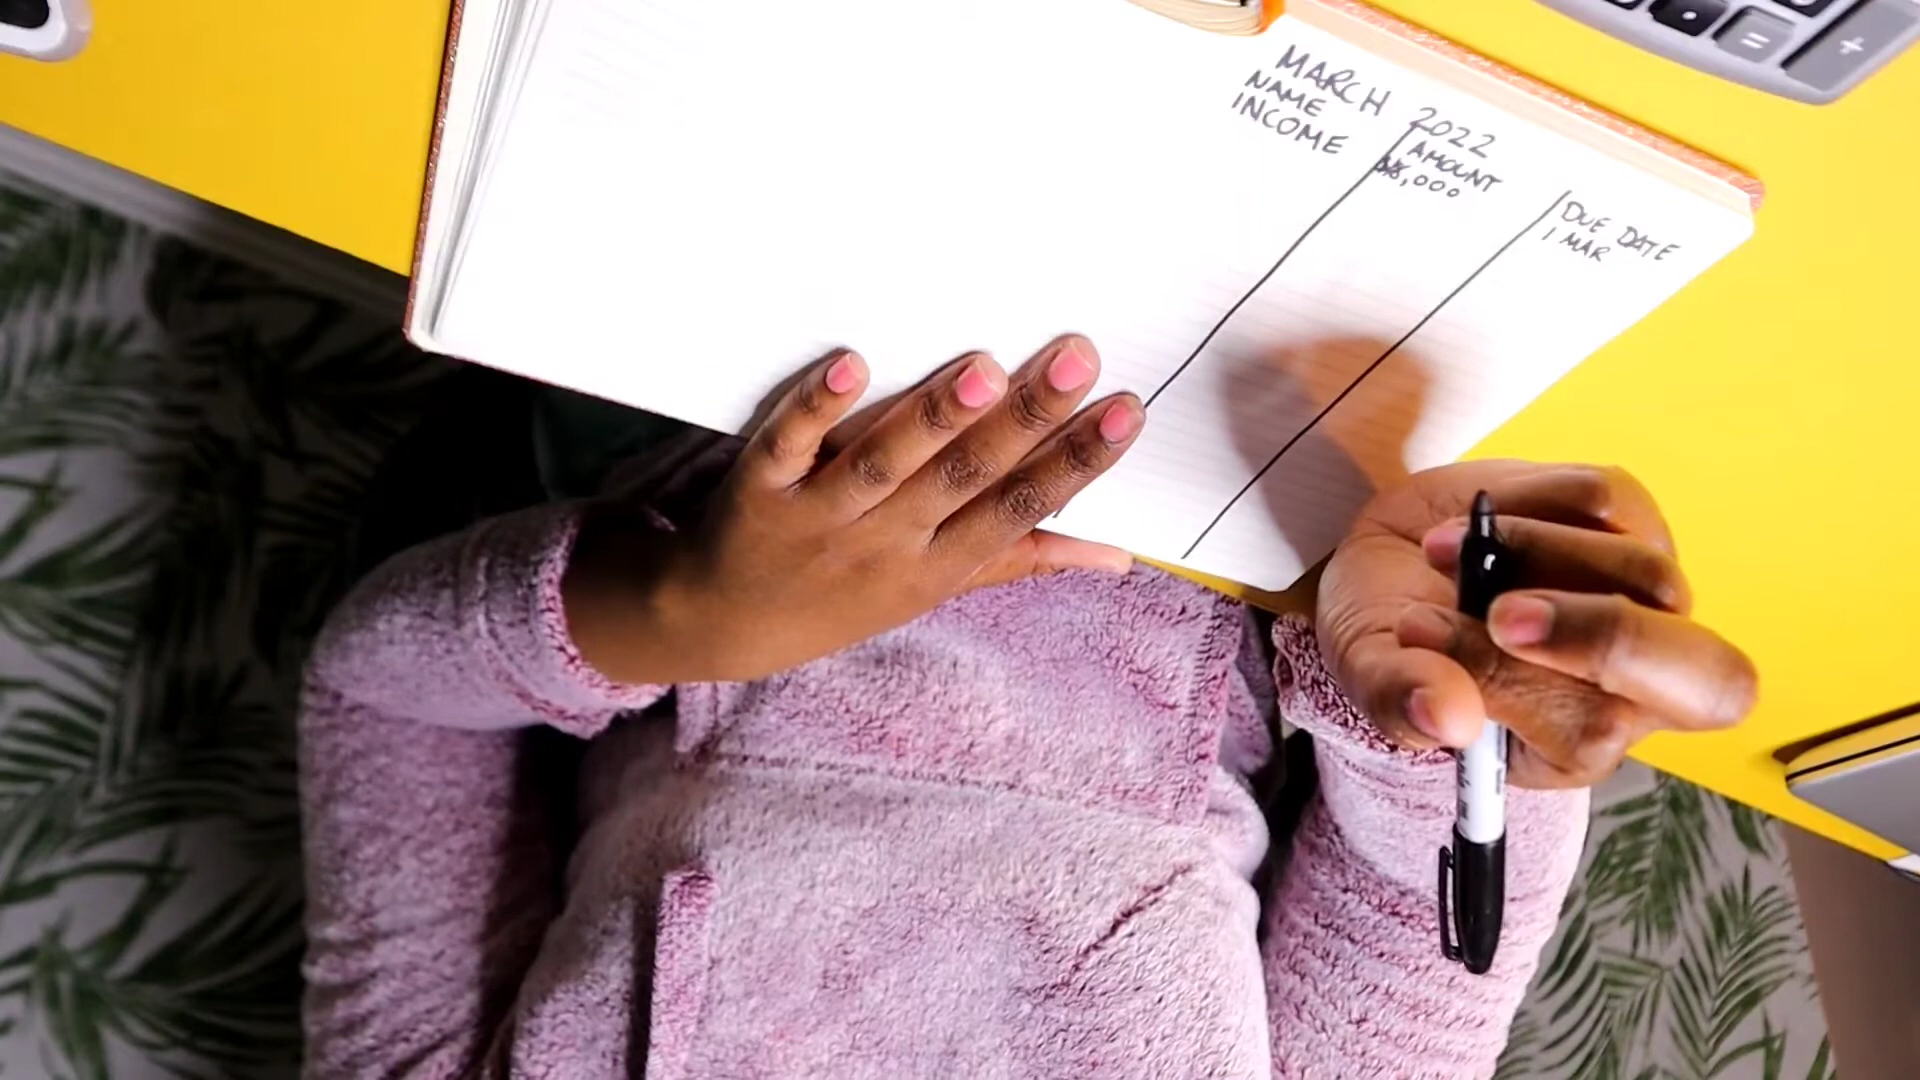 MARCH 2022
NAME AMOUNT DUE DATE
INCOME 1 MAR
=
+